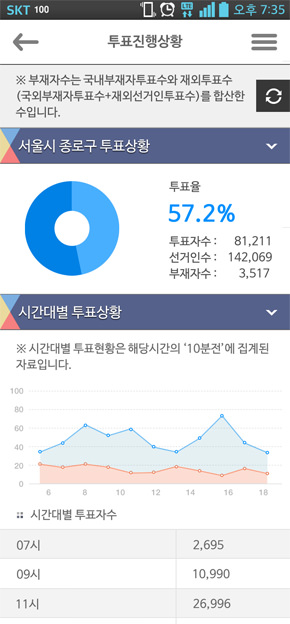 SKT 100
LTE
오후 7:35
투표진행상황
※ 부재자수는 국내부재자투표수와 재외투표수
(국외부재자투표수+재외선거인투표수)를 합산한
수입니다.
서울시 종로구 투표상황
투표율
57.2%
투표자수 : 81,211
선거인수 : 142,069
부재자수 : 3,517
시간대별 투표상황
※ 시간대별 투표현황은 해당시간의 ‘10분전’에 집계된
자료입니다.
100
80
60
40
20
0
6 8 10 12 14 16 18
시간대별 투표자수
07시 2,695
09시 10,990
11시 26,996